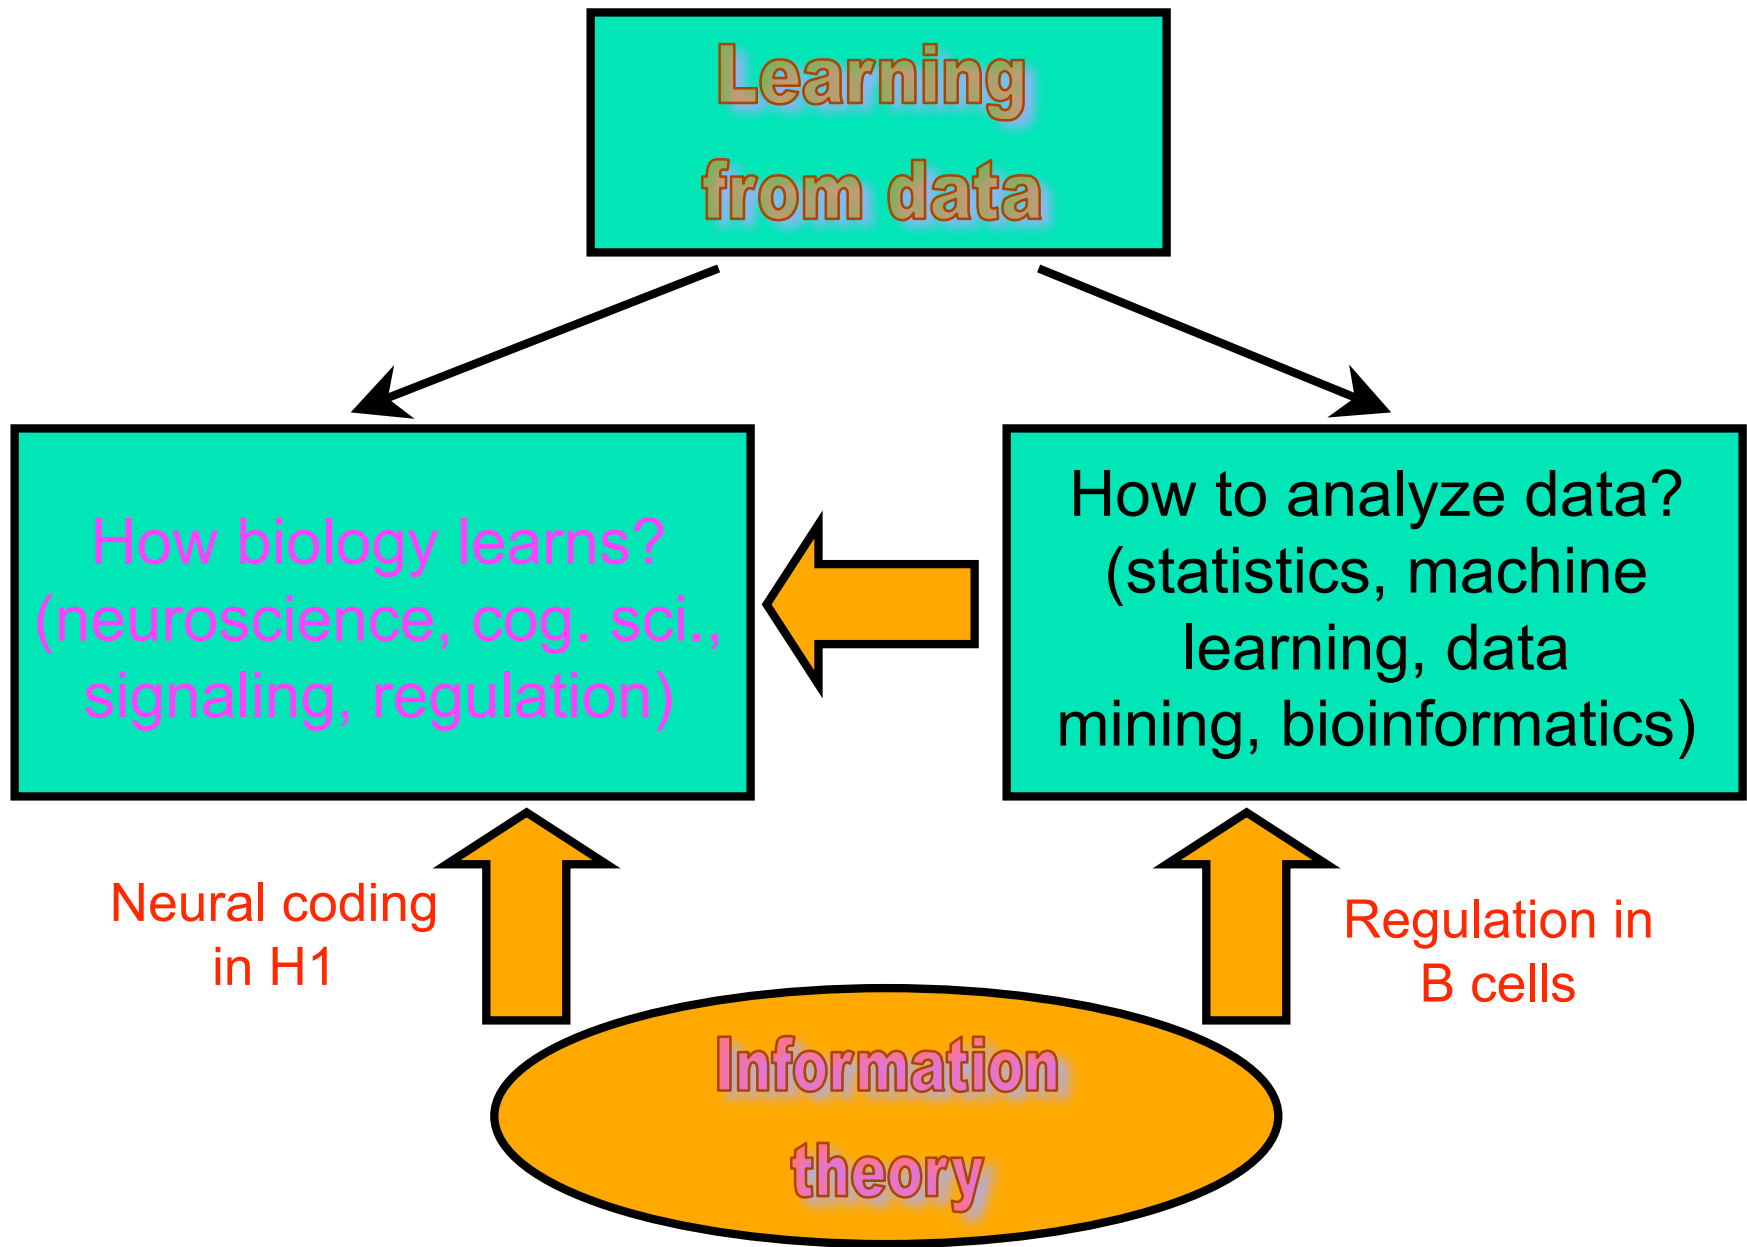 Learning
from data
How biology learns?
(neuroscience, cog. sci.,
signaling, regulation)
How to analyze data?
(statistics, machine
learning, data
mining, bioinformatics)
Neural coding
in H1
Regulation in
B cells
Information
theory